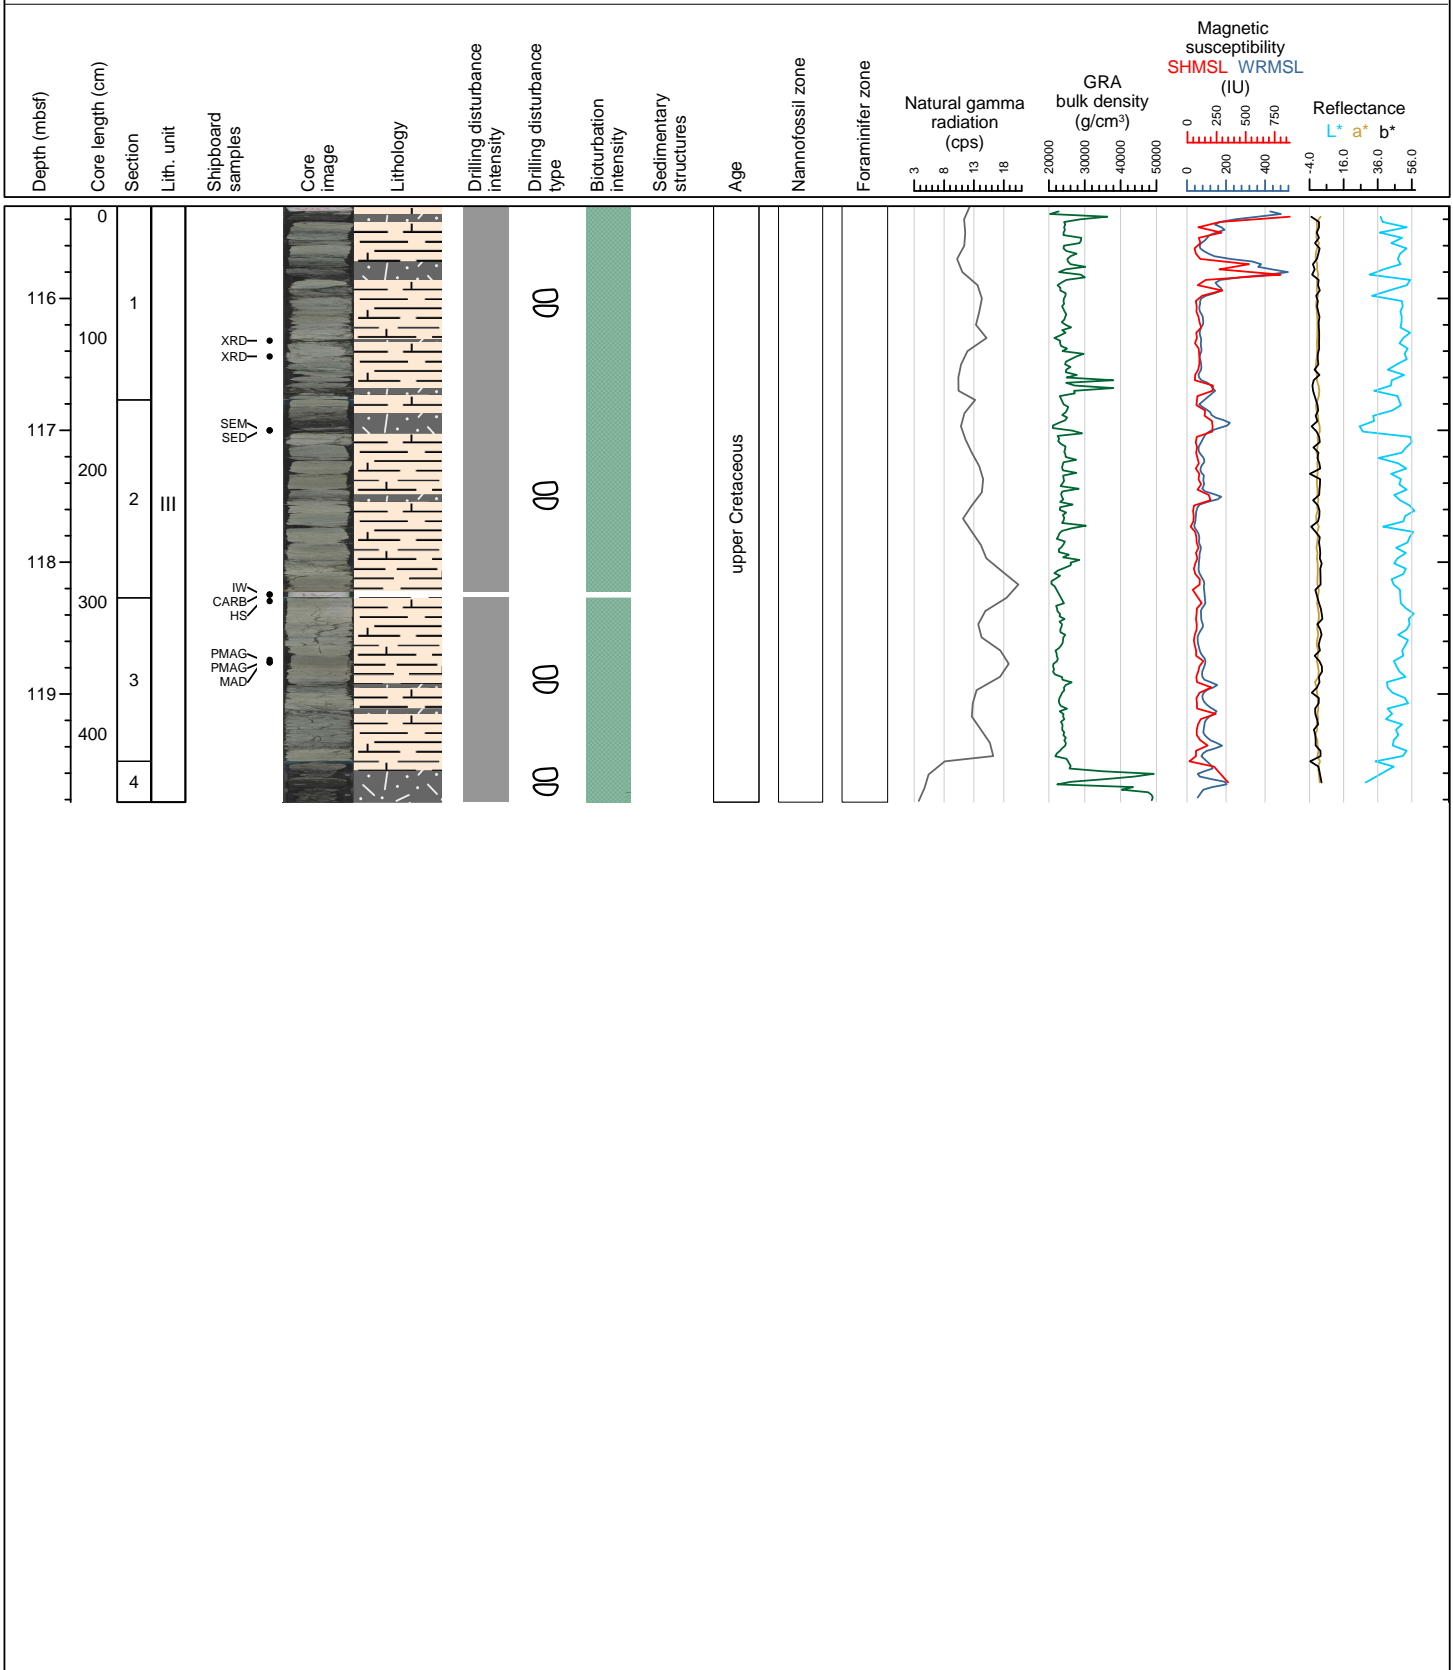 Depth (mbsf)
Core length (cm)
Section
Lith. unit
Shipboard
samples
Core
image
Lithology
Drilling disturbance
intensity
Drilling disturbance
type
Bioturbation
intensity
Sedimentary
structures
Age
Nannofossil zone
Foraminifer zone
Natural gamma
radiation
(cps)
3 8 13 18
GRA
bulk density
(g/cm³)
20000 30000 40000 50000
Magnetic
susceptibility
SHMSL WRMSL
(IU)
0 250 500 750
0 200 400
Reflectance
L* a* b*
-4.0 16.0 36.0 56.0
0
116
1
100
XRD
XRD
SEM
117
SED
200
2
III
upper Cretaceous
118
IW
300
CARB
HS
PMAG
PMAG
3
MAD
119
400
4